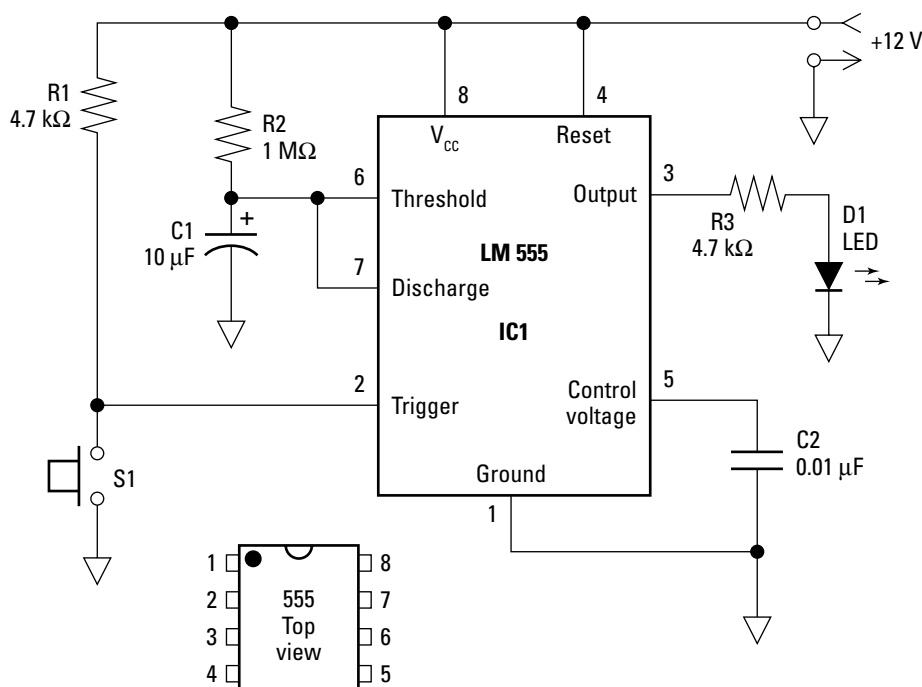 +12 V
R1
4.7 kΩ
R2
1 MΩ
8
4
V_CC
Reset
6
Threshold
Output
3
C1
+
10 µF
R3
4.7 kΩ
D1
LED
LM 555
7
Discharge
IC1
2
Trigger
Control
voltage
5
C2
0.01 µF
S1
Ground
1
1
8
2
7
3
6
4
5
555
Top
view